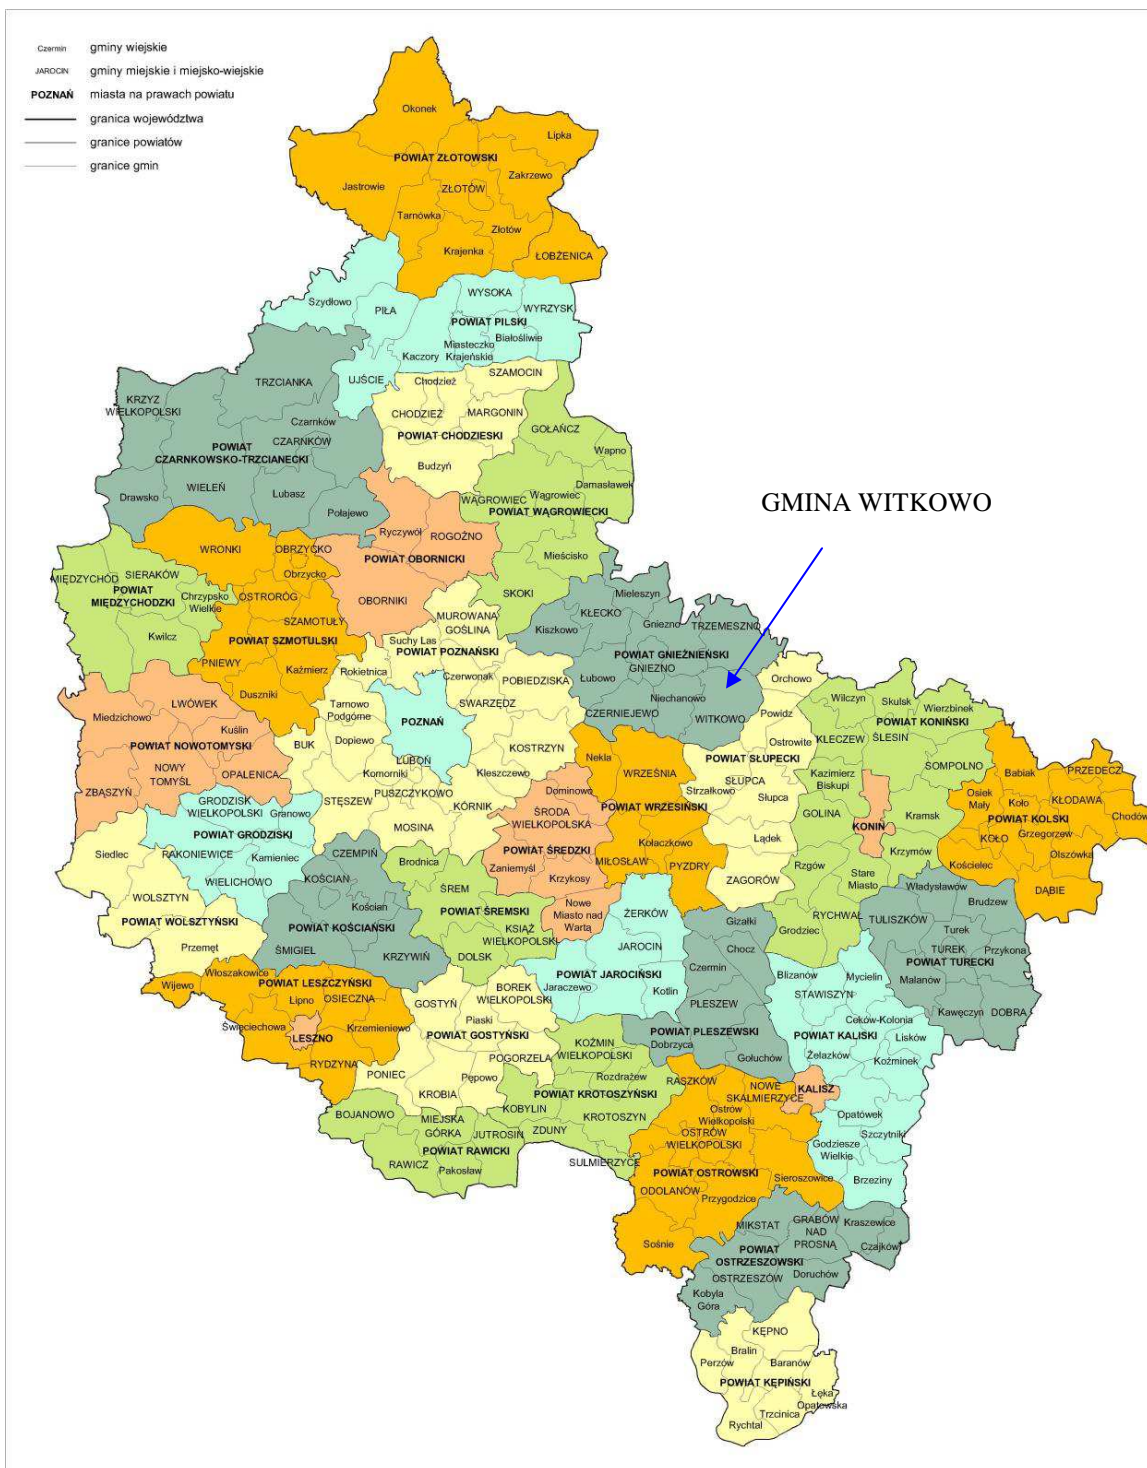 Czermin gminy wiejskie
JAROCIN gminy miejskie i miejsko-wiejskie
POZNAŃ miasta na prawach powiatu
granica województwa
granice powiatów
granice gmin
GMINA WITKOWO
Okonek
Lipka
POWIAT ZŁOTOWSKI
Zakrzewo
Jastrowie
ZŁOTÓW
Tarnówka
Złotów
Krajenka
ŁOBŻENICA
Szydłowo
PIŁA
WYSOKA
WYRZYSK
POWIAT PILSKI
Białośliwie
Miasteczko
Krajeńskie
Kaczory
UJŚCIE
TRZCIANKA
KRZYZ
WIELKOPOLSKI
Czarnków
CZARNKÓW
POWIAT
CZARNKOWSKO-TRZCIANECKI
WIELEŃ
Lubasz
Drawsko
Połajewo
Chodzież
SZAMOCIN
CHODZIEŻ
MARGONIN
POWIAT CHODZIESKI
Budzyń
GOŁAŃCZ
Wapno
Damasławek
WĄGROWIEC
Wągrowiec
POWIAT WĄGROWIECKI
Mieścisko
SKOKI
Ryczywół
ROGOŹNO
POWIAT OBORNICKI
OBORNIKI
WRONKI
OBRZYCKO
Obrzycko
OSTRORÓG
SZAMOTUŁY
POWIAT SZMOTULSKI
PNIEWY
Kaźmierz
Duszniki
MIĘDZYCHÓD
SIERAKÓW
POWIAT
MIĘDZYCHODZKI
Chrzypsko
Wielkie
Kwilcz
MUROWANA
GOŚLINA
Suchy Las
POWIAT POZNAŃSKI
Rokietnica
Czerwonak
POBIEDZISKA
SWARZĘDZ
Tarnowo
Podgórne
POZNAŃ
BUK
Dopiewo
LUBOŃ
Komorniki
KOSTRZYN
Kleszczewo
PUSZCZYKOWO
STĘSZEW
KÓRNIK
MOSINA
Mieleszyn
KŁECKO
Kiszkowo
Gniezno
TRZEMESZNO
POWIAT GNIEŹNIEŃSKI
GNIEZNO
Łubowo
Niechanowo
CZERNIEJEWO
WITKOWO
Orchowo
Powidz
Ostrowite
POWIAT SŁUPECKI
SŁUPCA
Strzałkowo
Słupca
Lądek
ZAGORÓW
Wilczyn
Skulsk
Wierzbinek
POWIAT KONIŃSKI
KLECZEW
ŚLESIN
SOMPOLNO
Kazimierz
Biskupi
GOLINA
KONIN
Kramsk
Krzymów
Rzgów
Stare
Miasto
RYCHWAŁ
Grodziec
Babiak
PRZEDECZ
Osiek
Mały
Koło
KŁODAWA
POWIAT KOLSKI
Chodów
KOŁO
Grzegorzew
Olszówka
Kościelec
DĄBIE
LWÓWEK
Miedzichowo
Kuślin
POWIAT NOWOTOMYSKI
NOWY
TOMYŚL
OPALENICA
ZBĄSZYŃ
GRODZISK
WIELKOPOLSKI
Granowo
POWIAT GRODZISKI
RAKONIEWICE
Kamieniec
WIELICHOWO
Siedlec
WOLSZTYN
POWIAT WOLSZTYŃSKI
Przemęt
CZEMPIŃ
KOŚCIAN
Kościan
POWIAT KOŚCIAŃSKI
ŚMIGIEL
KRZYWIŃ
Brodnica
ŚREM
POWIAT ŚREMSKI
KSIĄŻ
WIELKOPOLSKI
DOLSK
Nekla
WRZEŚNIA
POWIAT WRZESIŃSKI
Kołaczkowo
MIŁOSŁAW
PYZDRY
Dominowo
ŚRODA
WIELKOPOLSKA
POWIAT ŚREDZKI
Zaniemyśl
Krzykosy
Nowe
Miasto nad
Wartą
ŻERKÓW
JAROCIN
POWIAT JAROCIŃSKI
Jaraczewo
Kotlin
Gizałki
Chocz
Czermin
PLESZEW
POWIAT PLESZEWSKI
Dobrzyca
Gołuchów
Władysławów
Brudzew
TULISZKÓW
Turek
TUREK
Przykona
POWIAT TURECKI
Malanów
Kawęczyn
DOBRA
Blizanów
Mycielin
STAWISZYN
Ceków-Kolonia
POWIAT KALISKI
Lisków
Żelazków
Koźminek
KALISZ
Opatówek
Szczytniki
Godziesze
Wielkie
Brzeziny
Włoszakowice
Wijewo
POWIAT LESZCZYŃSKI
Lipno
OSIECZNA
Święciechowa
LESZNO
Krzemieniewo
RYDZYNA
GOSTYŃ
BOREK
WIELKOPOLSKI
Piaski
POWIAT GOSTYŃSKI
POGORZELA
PONIEC
Pępowo
KROBIA
KOŹMIN
WIELKOPOLSKI
Rozdrażew
POWIAT KROTOSZYŃSKI
KOBYLIN
KROTOSZYN
ZDUNY
SULMIERZYCE
BOJANOWO
MIEJSKA
GÓRKA
JUTROSIN
POWIAT RAWICKI
RAWICZ
Pakosław
RASZKÓW
NOWE
SKALMIERZYCE
Ostrów
Wielkopolski
OSTRÓW
WIELKOPOLSKI
POWIAT OSTROWSKI
Sieroszowice
ODOLANÓW
Przygodzice
Sośnie
MIKSTAT
GRABÓW
NAD
PROSNĄ
Kraszewice
Czajków
POWIAT
OSTRZESZOWSKI
OSTRZESZÓW
Doruchów
Kobyla
Góra
KĘPNO
Bralin
Perzów
Baranów
POWIAT KĘPIŃSKI
Łęka
Opatowska
Trzcinica
Rychtal